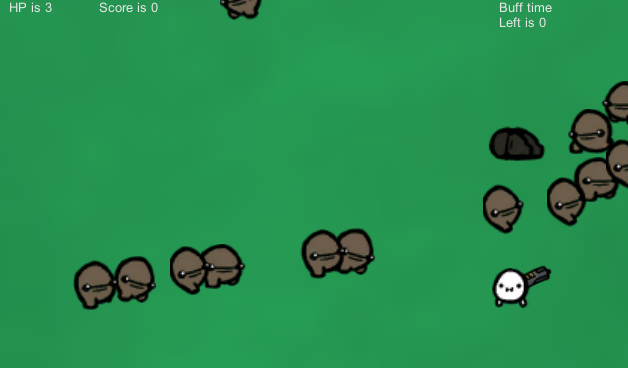 HP is 3
Score is 0
Buff time
Left is 0